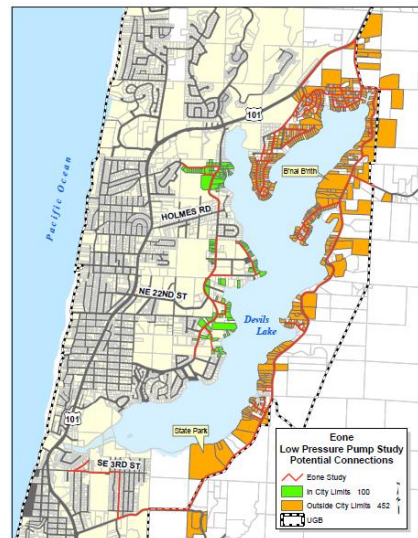 101
B'nai B'rith
Pacific Ocean
HOLMES RD
NE 22ND ST
Devils
Lake
101
State Park
SE 3RD ST
Eone
Low Pressure Pump Study
Potential Connections
Eone Study
In City Limits 100
Outside City Limits 452
UGB